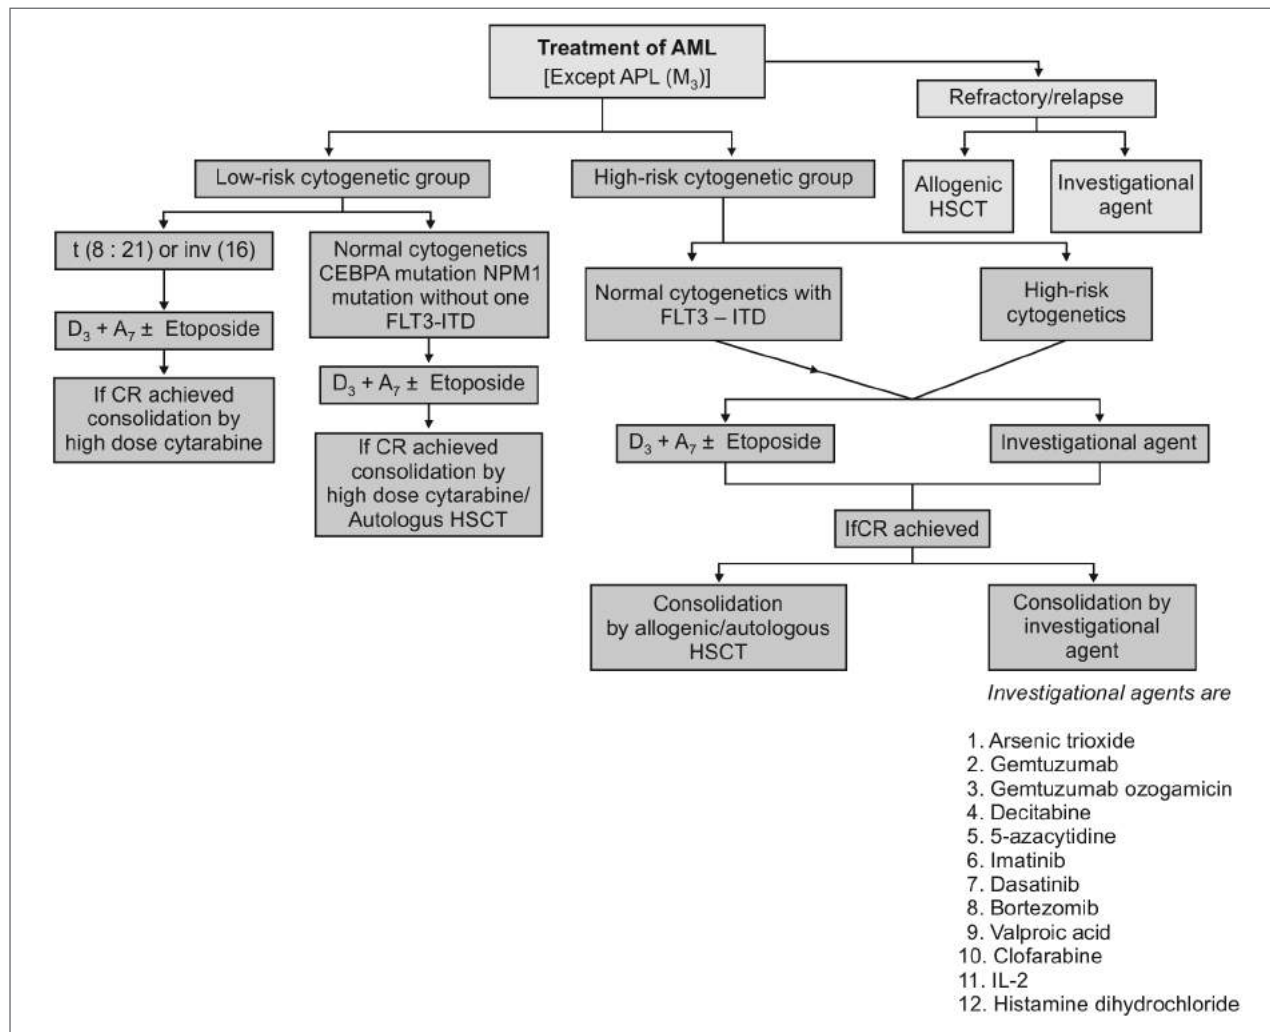 Treatment of AML
[Except APL (M₃)]
Refractory/relapse
Allogenic
HSCT
Investigational
agent
Low-risk cytogenetic group
High-risk cytogenetic group
t (8 : 21) or inv (16)
D₃ + A₇ ± Etoposide
If CR achieved
consolidation by
high dose cytarabine
Normal cytogenetics
CEBPA mutation NPM1
mutation without one
FLT3-ITD
D₃ + A₇ ± Etoposide
If CR achieved
consolidation by
high dose cytarabine/
Autologus HSCT
Normal cytogenetics with
FLT3 – ITD
High-risk
cytogenetics
D₃ + A₇ ± Etoposide
Investigational agent
IfCR achieved
Consolidation
by allogenic/autologous
HSCT
Consolidation by
investigational
agent
Investigational agents are
1. Arsenic trioxide
2. Gemtuzumab
3. Gemtuzumab ozogamicin
4. Decitabine
5. 5-azacytidine
6. Imatinib
7. Dasatinib
8. Bortezomib
9. Valproic acid
10. Clofarabine
11. IL-2
12. Histamine dihydrochloride